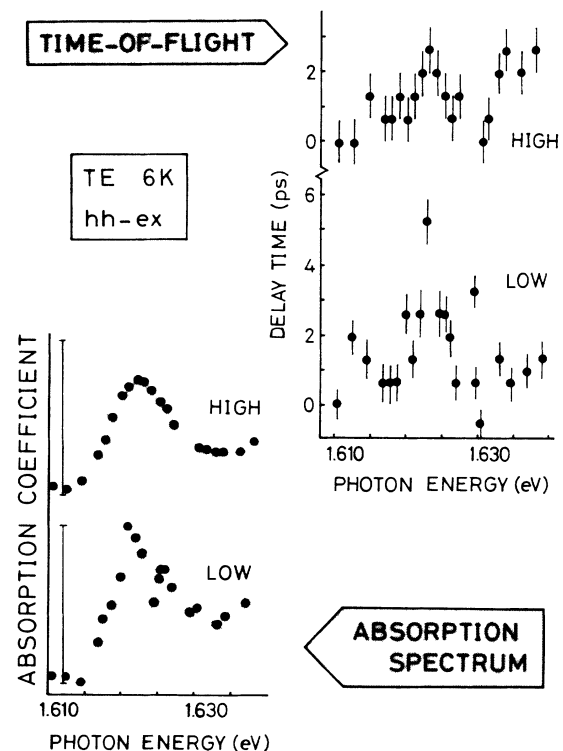 TIME-OF-FLIGHT
TE 6K
hh-ex
DELAY TIME (ps)
2
0
HIGH
6
4
2
0
LOW
1.610
1.630
PHOTON ENERGY (eV)
ABSORPTION COEFFICIENT
HIGH
LOW
1.610
1.630
PHOTON ENERGY (eV)
ABSORPTION
SPECTRUM